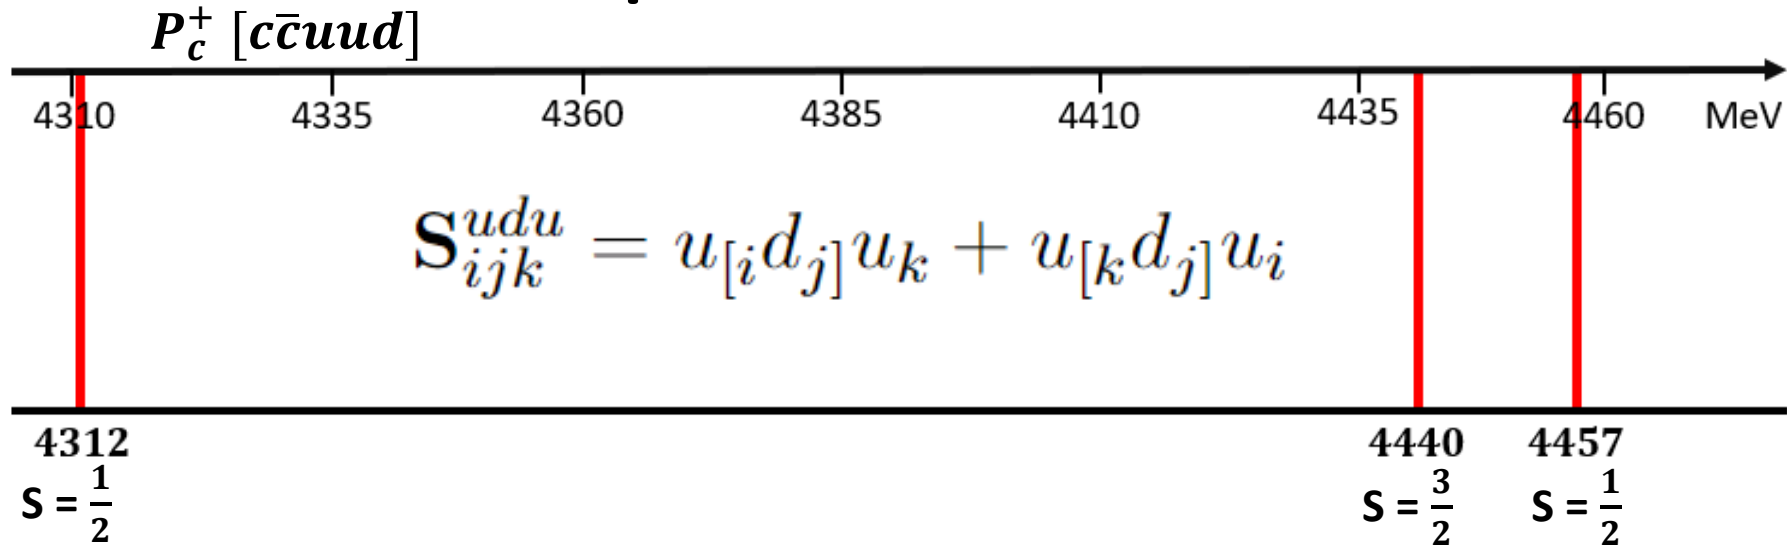 P_c^+ [cc̄uud]
4310 4335 4360 4385 4410 4435 4460 MeV
S_{ijk}^{udu} = u_{[i}d_{j]}u_k + u_{[k}d_{j]}u_i
4312 4440 4457
S = 1/2 S = 3/2 S = 1/2